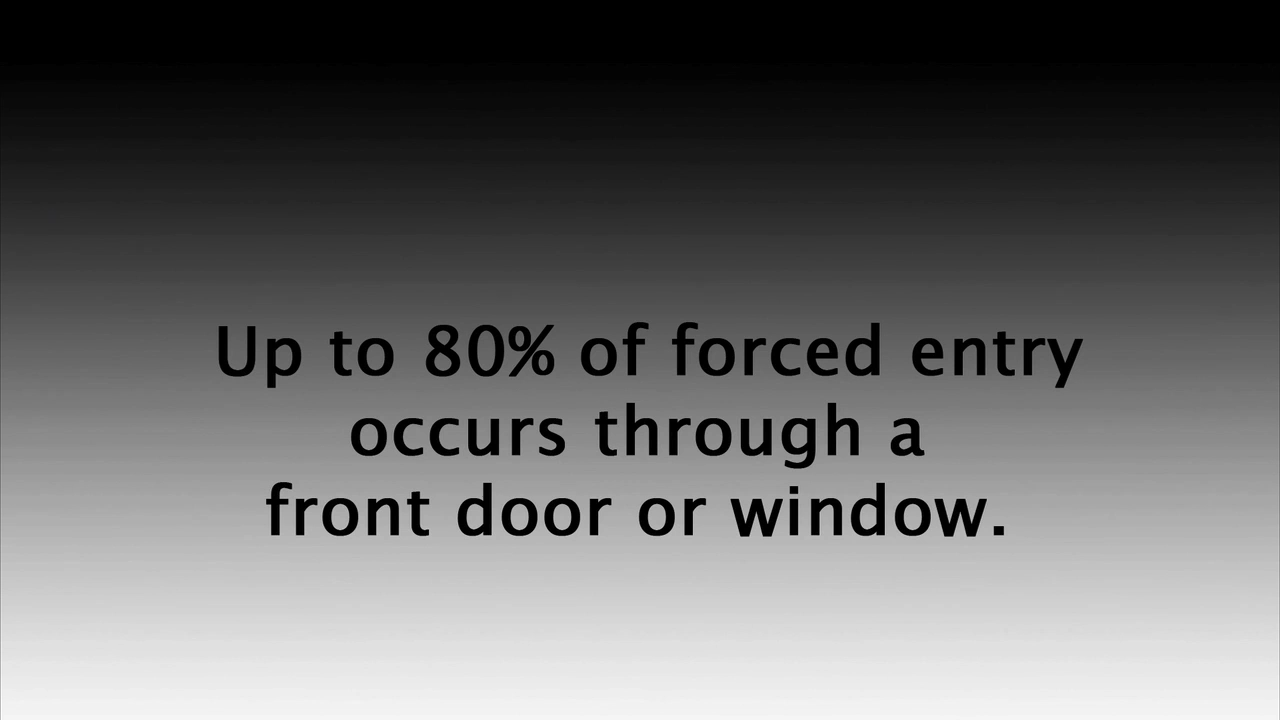 Up to 80% of forced entry
occurs through a
front door or window.